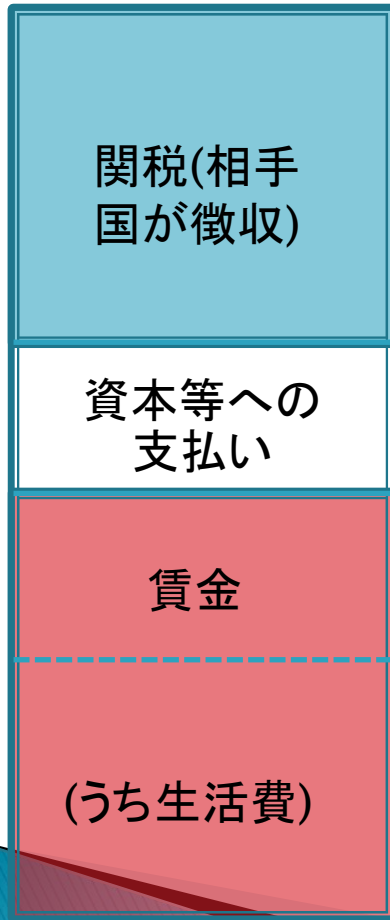 関税(相手
国が徴収)
資本等への
支払い
賃金
(うち生活費)